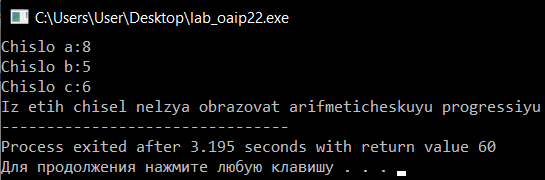 C:\Users\User\Desktop\lab_oaip22.exe
Chislo a:8
Chislo b:5
Chislo c:6
Iz etih chisel nelzya obrazovat arifmeticheskuyu progressiyu
--------------------------------
Process exited after 3.195 seconds with return value 60
Для продолжения нажмите любую клавишу . . .